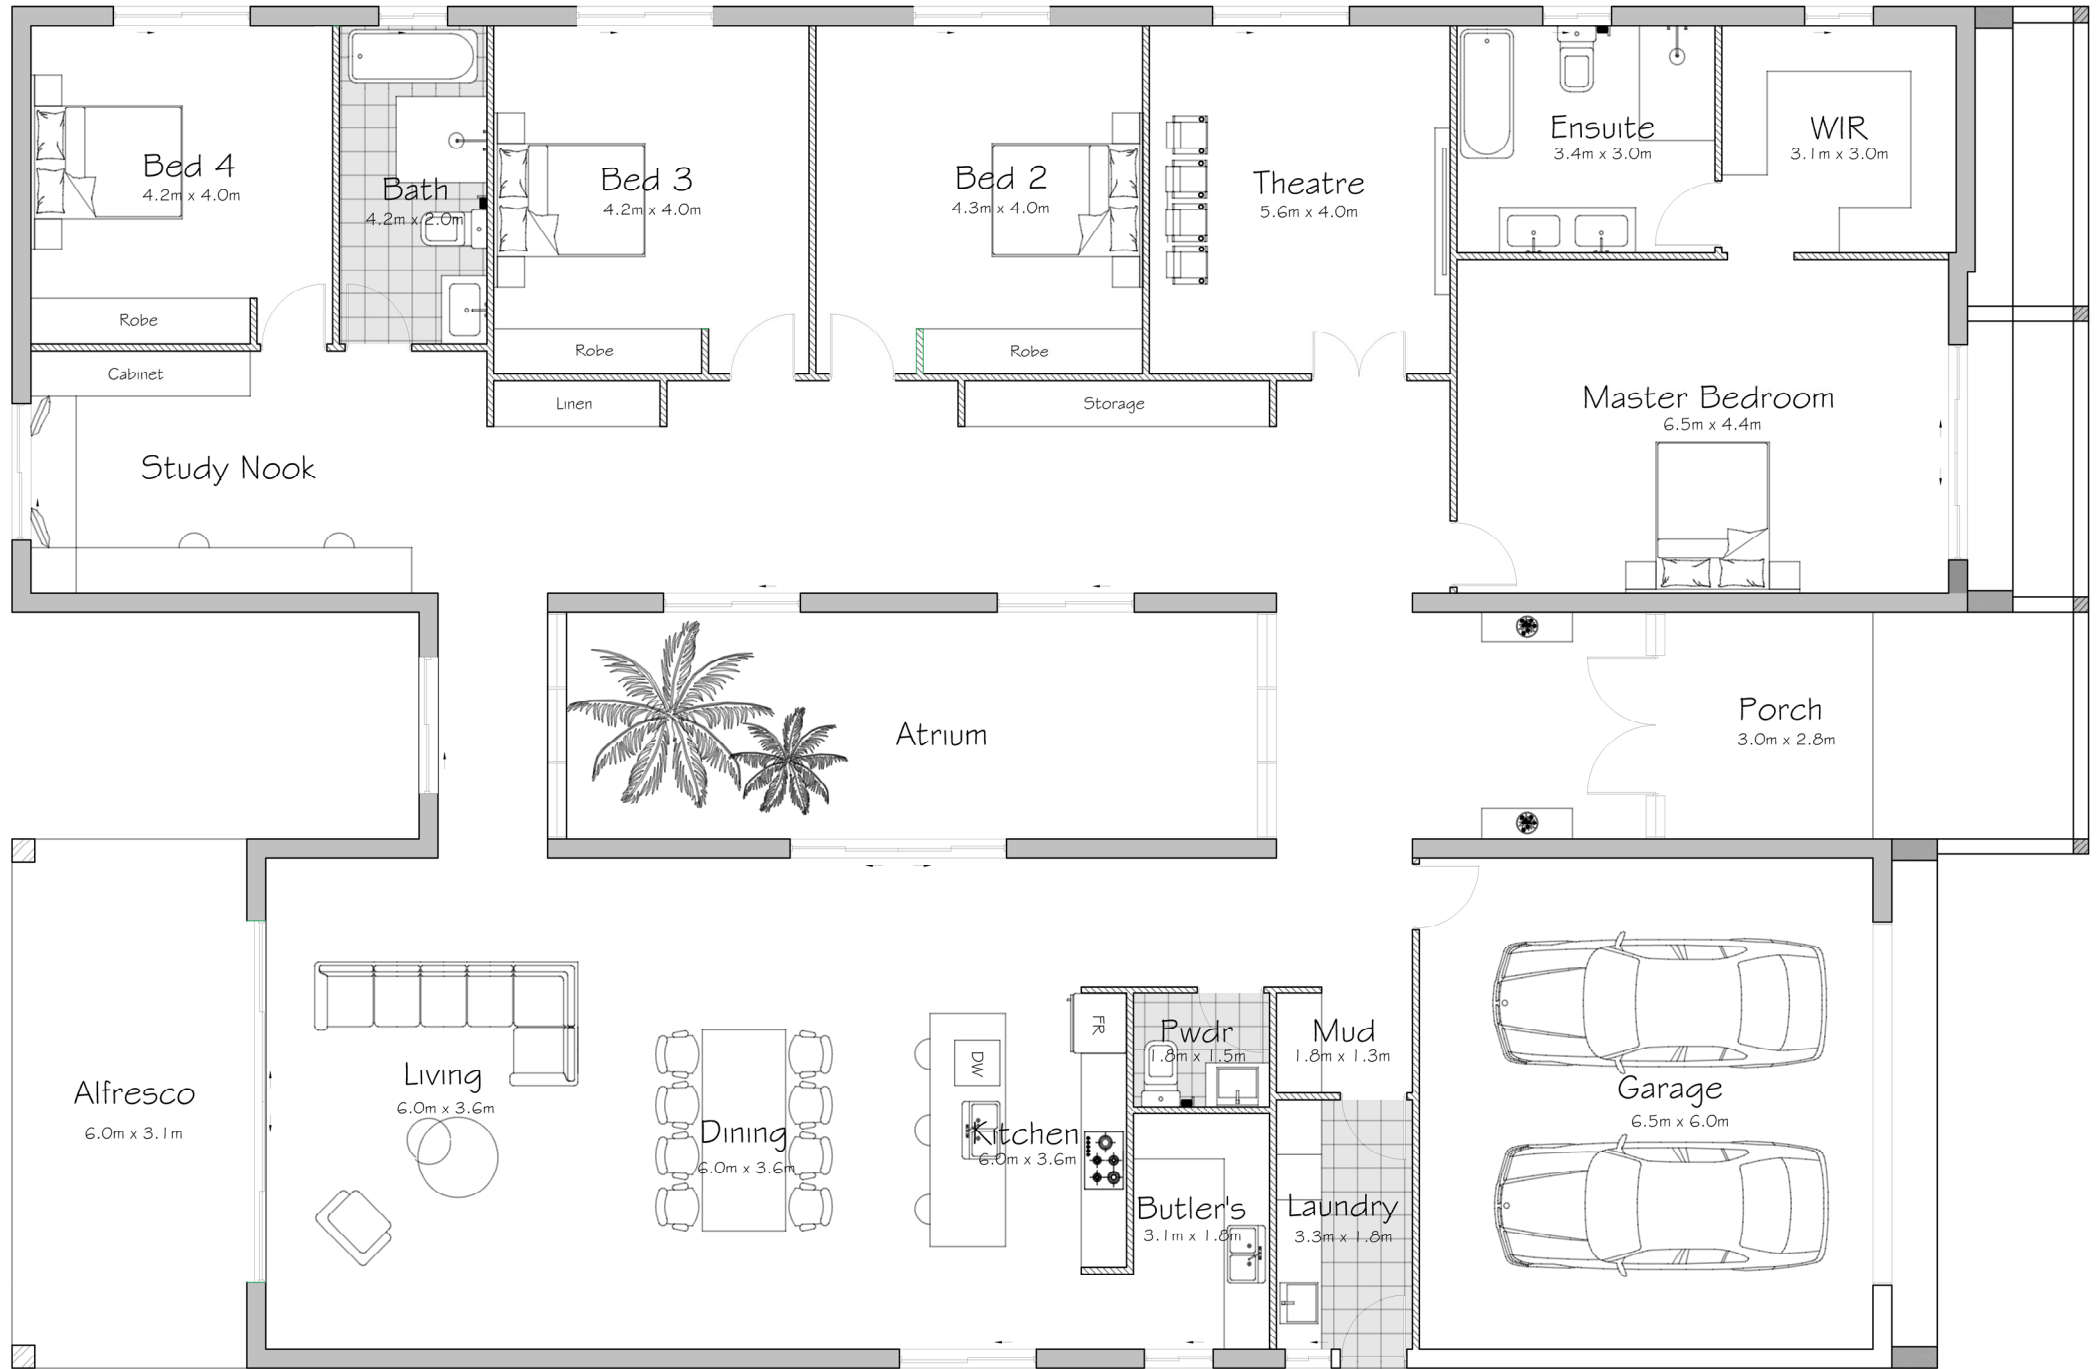 Bed 4
4.2m x 4.0m
Robe
Bath
4.2m x 2.0m
Bed 3
4.2m x 4.0m
Robe
Bed 2
4.3m x 4.0m
Robe
Theatre
5.6m x 4.0m
Ensuite
3.4m x 3.0m
WIR
3.1m x 3.0m
Cabinet
Linen
Storage
Study Nook
Master Bedroom
6.5m x 4.4m
Atrium
Porch
3.0m x 2.8m
Alfresco
6.0m x 3.1m
Living
6.0m x 3.6m
Dining
6.0m x 3.6m
DW
Kitchen
6.0m x 3.6m
FR
Pwdr
1.8m x 1.5m
Mud
1.8m x 1.3m
Butler's
3.1m x 1.8m
Laundry
3.3m x 1.8m
Garage
6.5m x 6.0m